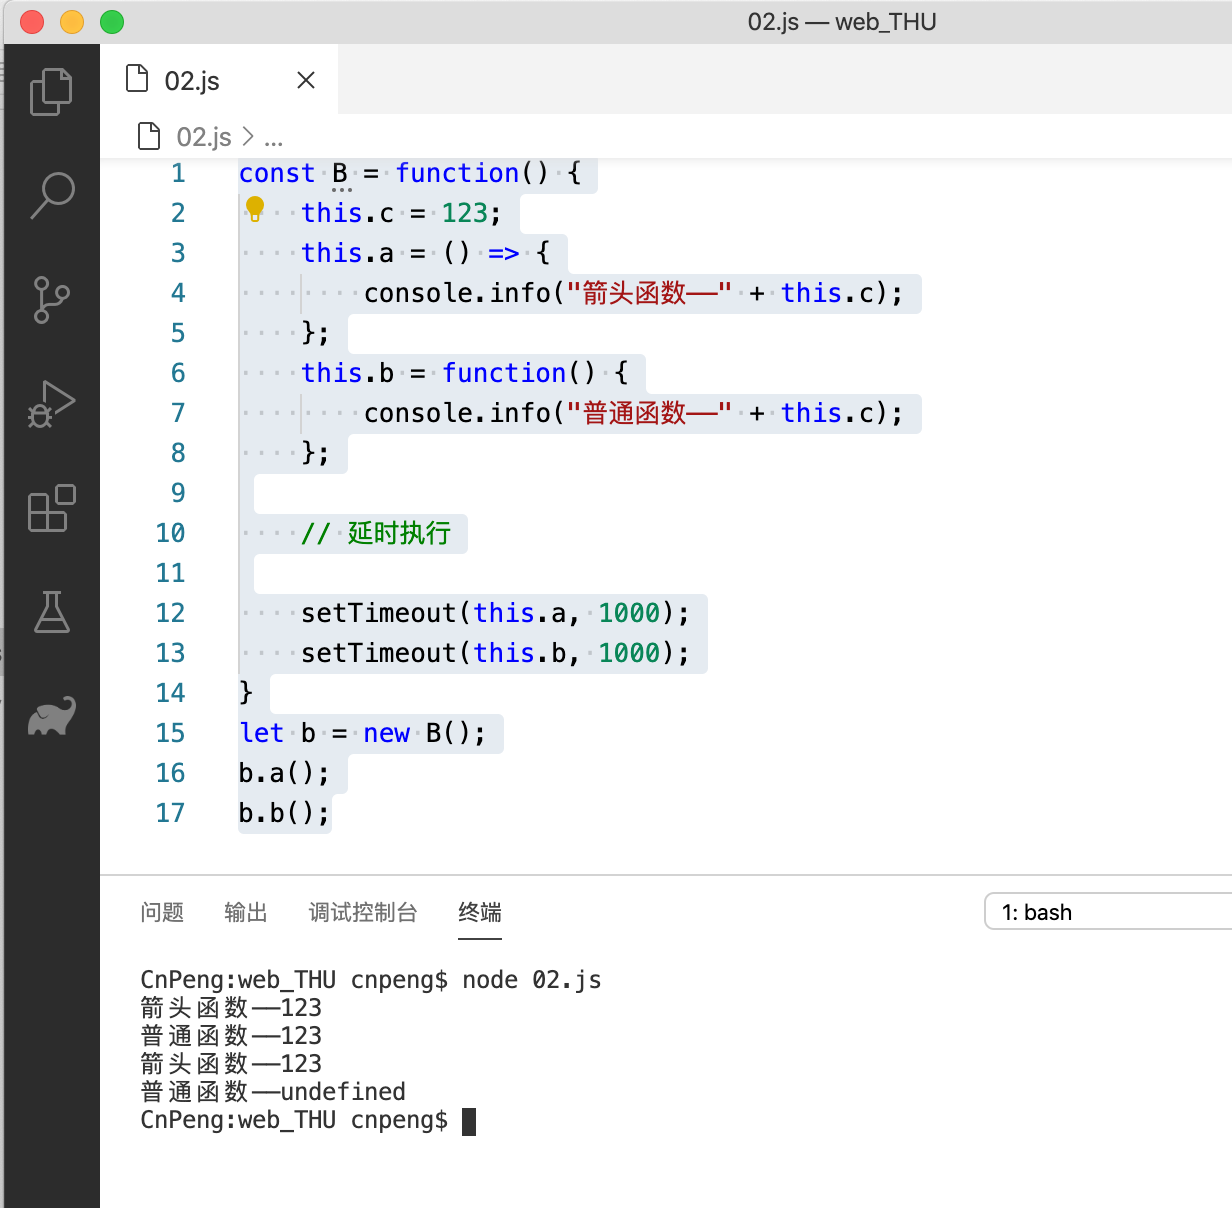 02.js — web_THU
02.js
02.js > ...
1 const B = function() {
2     this.c = 123;
3     this.a = () => {
4         console.info("箭头函数——" + this.c);
5     };
6     this.b = function() {
7         console.info("普通函数——" + this.c);
8     };
9
10     // 延时执行
11
12     setTimeout(this.a, 1000);
13     setTimeout(this.b, 1000);
14 }
15 let b = new B();
16 b.a();
17 b.b();
问题 输出 调试控制台 终端 1: bash
CnPeng:web_THU cnpeng$ node 02.js
箭头函数——123
普通函数——123
箭头函数——123
普通函数——undefined
CnPeng:web_THU cnpeng$